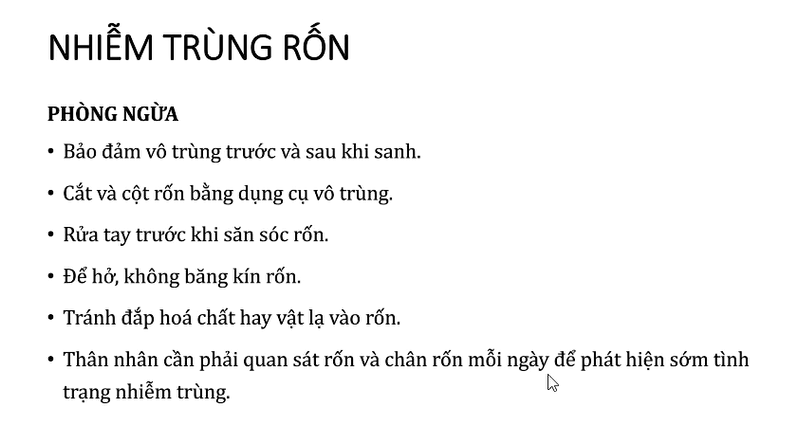 NHIỄM TRÙNG RỐN
PHÒNG NGỪA
• Bảo đảm vô trùng trước và sau khi sanh.
• Cắt và cột rốn bằng dụng cụ vô trùng.
• Rửa tay trước khi săn sóc rốn.
• Để hở, không băng kín rốn.
• Tránh đắp hoá chất hay vật lạ vào rốn.
• Thân nhân cần phải quan sát rốn và chân rốn mỗi ngày để phát hiện sớm tình
trạng nhiễm trùng.